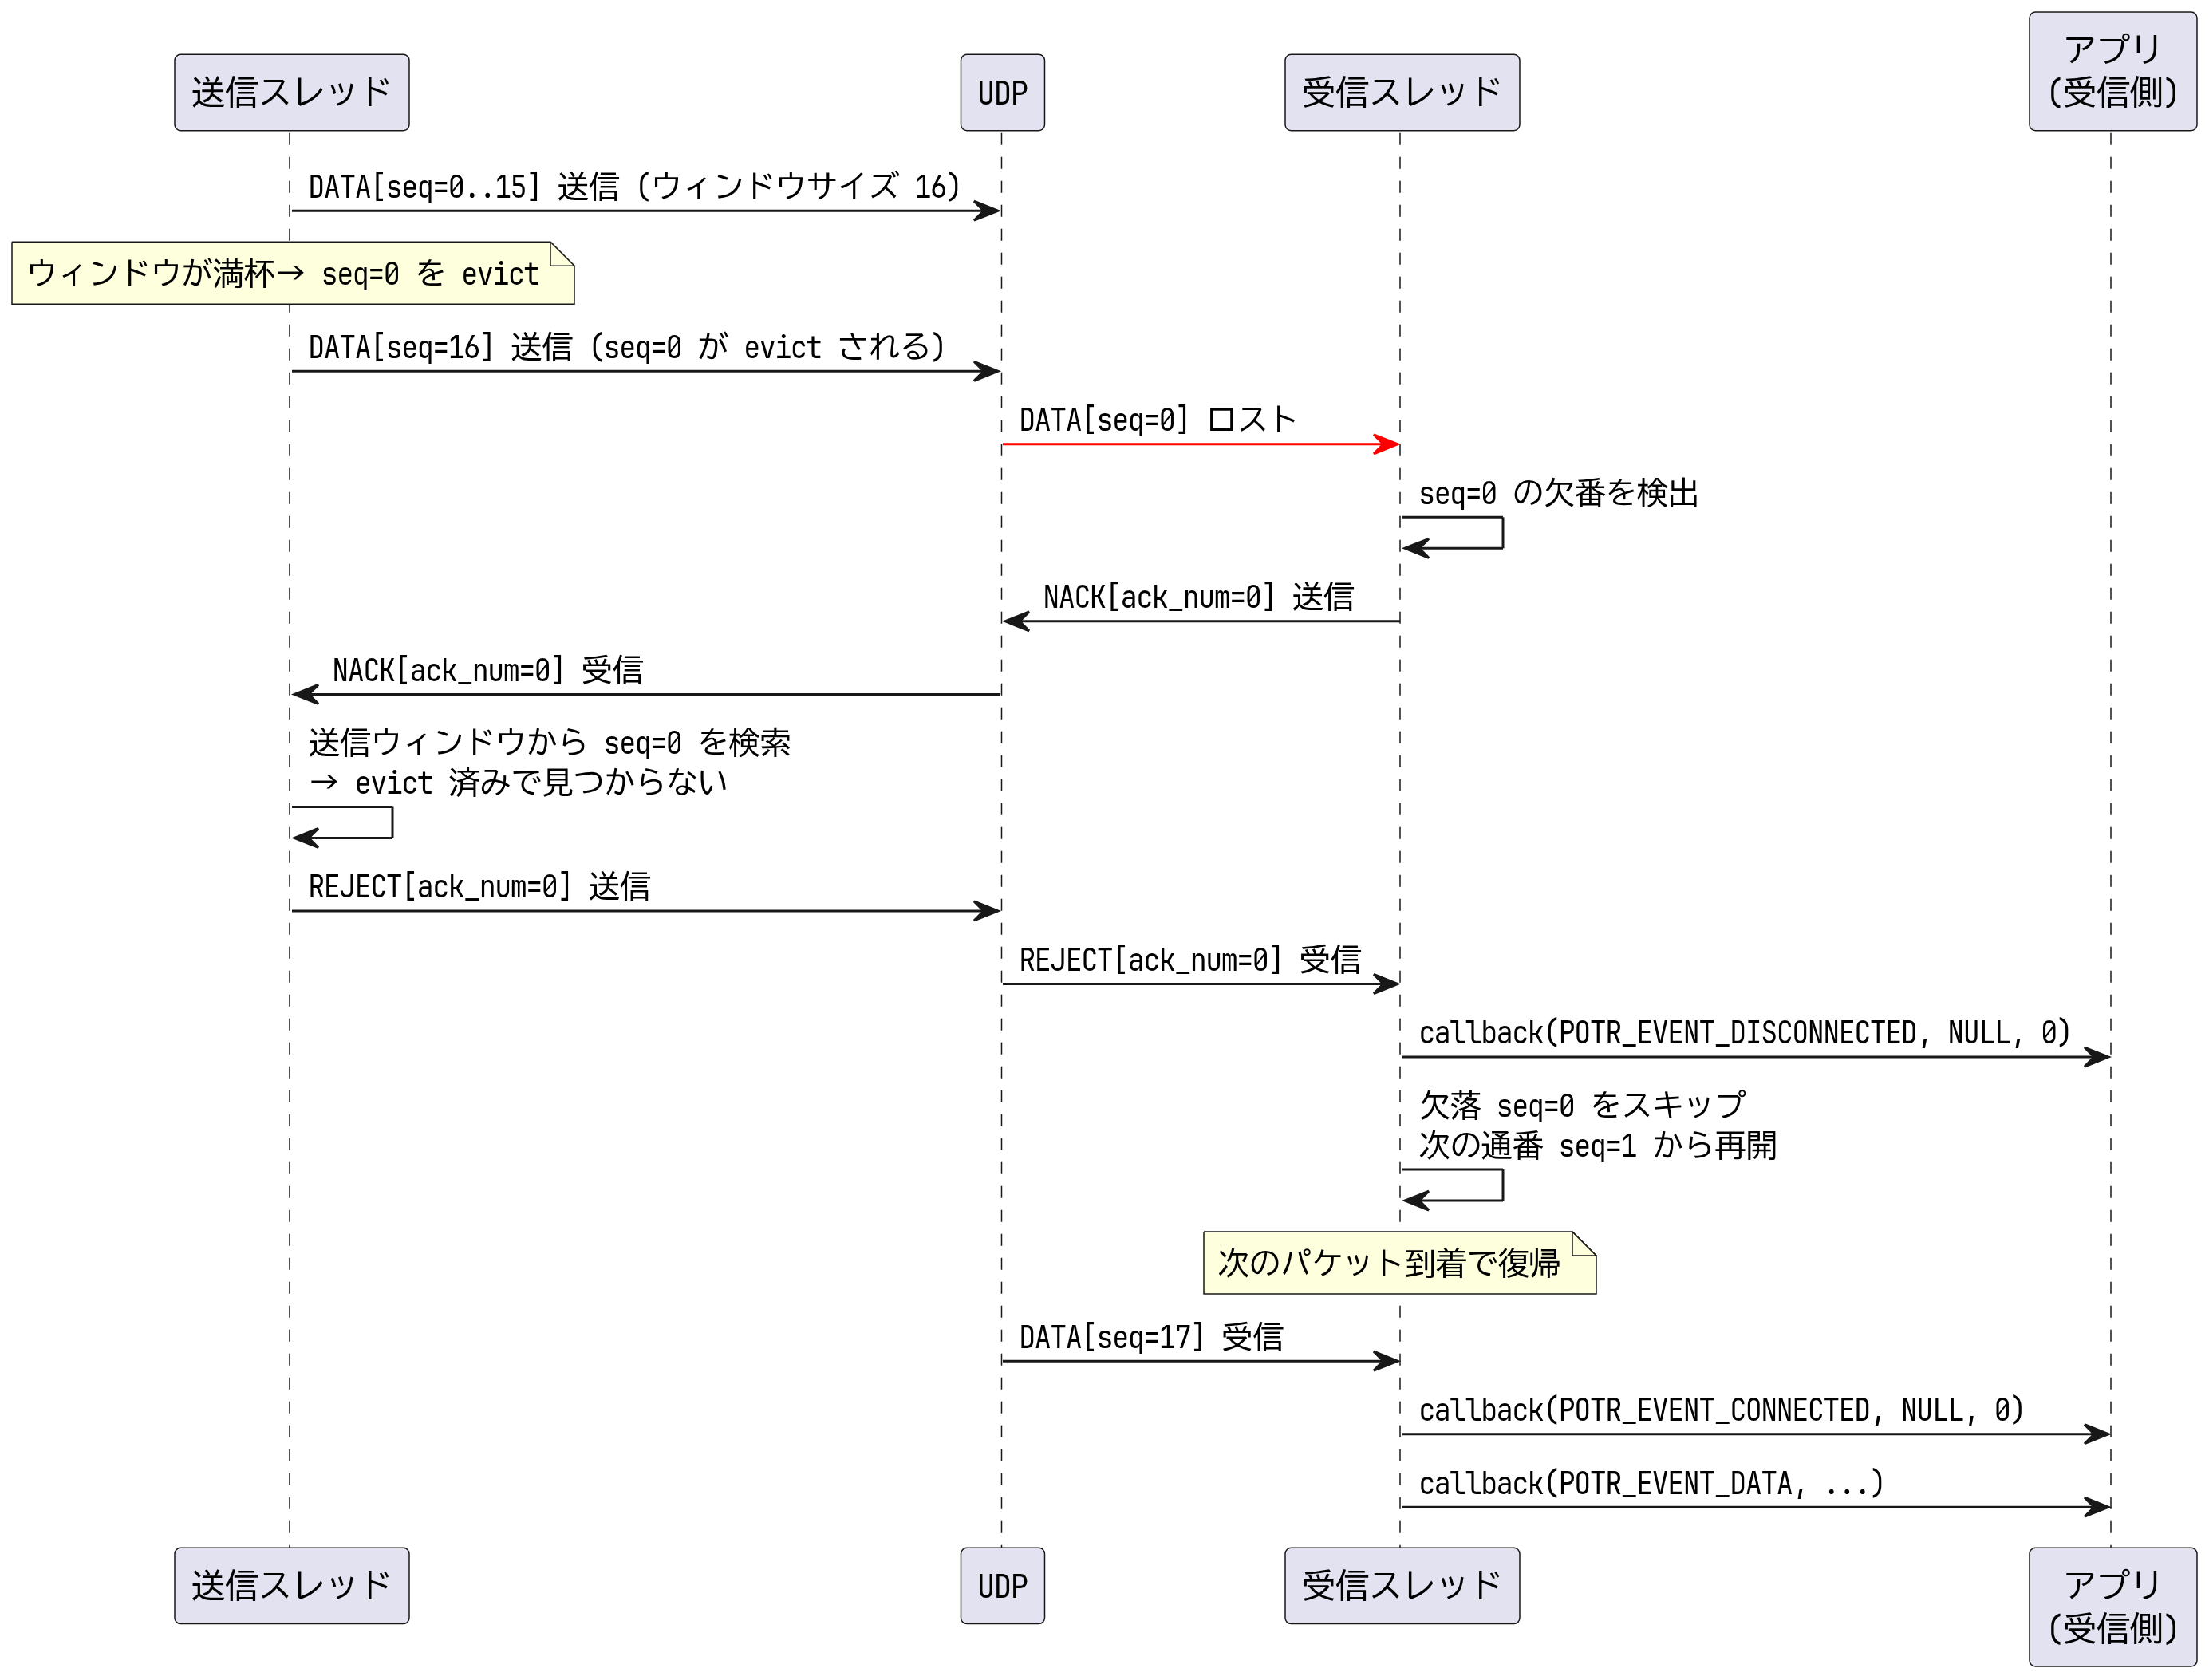 送信スレッド
UDP
受信スレッド
アプリ
(受信側)
DATA[seq=0..15] 送信 (ウィンドウサイズ 16)
ウィンドウが満杯→ seq=0 を evict
DATA[seq=16] 送信 (seq=0 が evict される)
DATA[seq=0] ロスト
seq=0 の欠番を検出
NACK[ack_num=0] 送信
NACK[ack_num=0] 受信
送信ウィンドウから seq=0 を検索
→ evict 済みで見つからない
REJECT[ack_num=0] 送信
REJECT[ack_num=0] 受信
callback(POTR_EVENT_DISCONNECTED, NULL, 0)
欠落 seq=0 をスキップ
次の通番 seq=1 から再開
次のパケット到着で復帰
DATA[seq=17] 受信
callback(POTR_EVENT_CONNECTED, NULL, 0)
callback(POTR_EVENT_DATA, ...)
送信スレッド
UDP
受信スレッド
アプリ
(受信側)